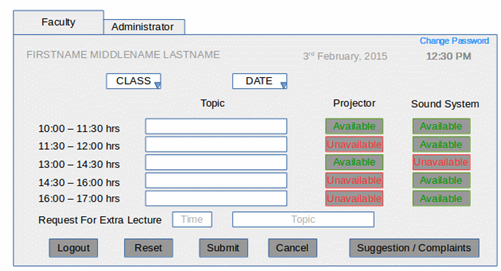 Faculty
Administrator
Change Password
FIRSTNAME MIDDLENAME LASTNAME 3rd February, 2015 12:30 PM
CLASS DATE
Topic Projector Sound System
10:00 – 11:30 hrs Available Available
11:30 – 12:00 hrs Unavailable Available
13:00 – 14:30 hrs Available Unavailable
14:30 – 16:00 hrs Unavailable Available
16:00 – 17:00 hrs Unavailable Available
Request For Extra Lecture Time Topic
Logout Reset Submit Cancel Suggestion / Complaints